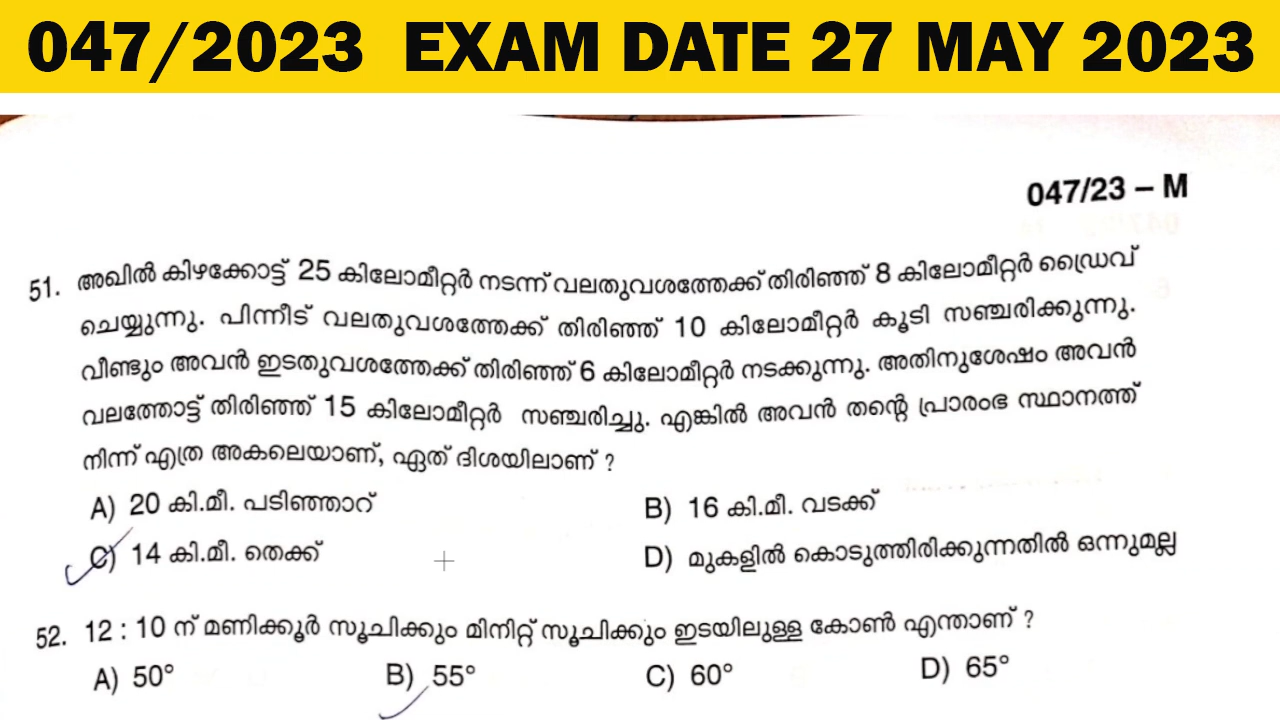 047/2023 EXAM DATE 27 MAY 2023
047/23 – M
51. അഖിൽ കിഴക്കോട്ട് 25 കിലോമീറ്റർ നടന്ന് വലതുവശത്തേക്ക് തിരിഞ്ഞ് 8 കിലോമീറ്റർ ഡ്രൈവ്
ചെയ്യുന്നു. പിന്നീട് വലതുവശത്തേക്ക് തിരിഞ്ഞ് 10 കിലോമീറ്റർ കൂടി സഞ്ചരിക്കുന്നു.
വീണ്ടും അവൻ ഇടതുവശത്തേക്ക് തിരിഞ്ഞ് 6 കിലോമീറ്റർ നടക്കുന്നു. അതിനുശേഷം അവൻ
വലത്തോട്ട് തിരിഞ്ഞ് 15 കിലോമീറ്റർ സഞ്ചരിച്ചു. എങ്കിൽ അവൻ തന്റെ പ്രാരംഭ സ്ഥാനത്ത്
നിന്ന് എത്ര അകലെയാണ്, ഏത് ദിശയിലാണ് ?
A) 20 കി.മീ. പടിഞ്ഞാറ് B) 16 കി.മീ. വടക്ക്
C) 14 കി.മീ. തെക്ക് D) മുകളിൽ കൊടുത്തിരിക്കുന്നതിൽ ഒന്നുമല്ല
52. 12 : 10 ന് മണിക്കൂർ സൂചിക്കും മിനിറ്റ് സൂചിക്കും ഇടയിലുള്ള കോൺ എന്താണ് ?
A) 50° B) 55° C) 60° D) 65°